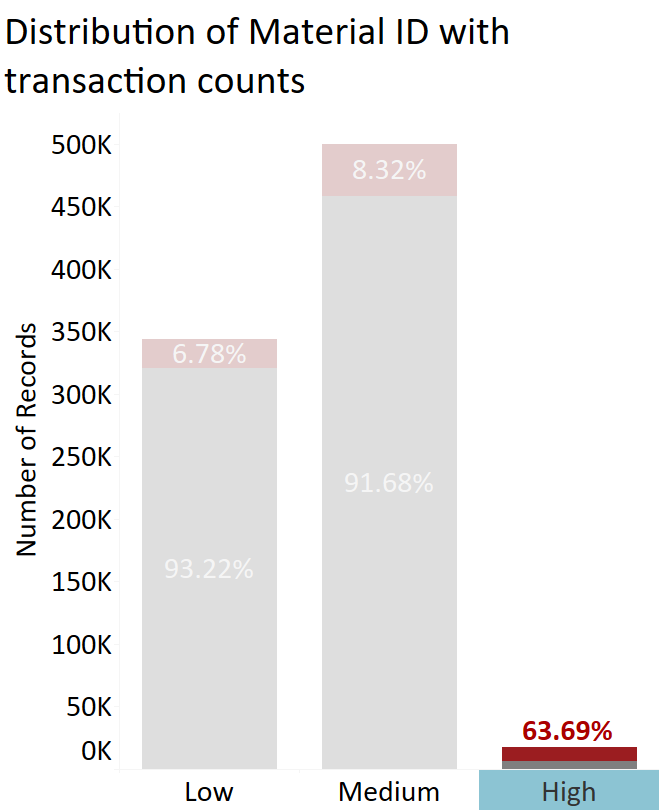 Distribution of Material ID with
transaction counts
Number of Records
500K
450K
400K
350K
300K
250K
200K
150K
100K
50K
0K
8.32%
6.78%
91.68%
93.22%
63.69%
Low
Medium
High